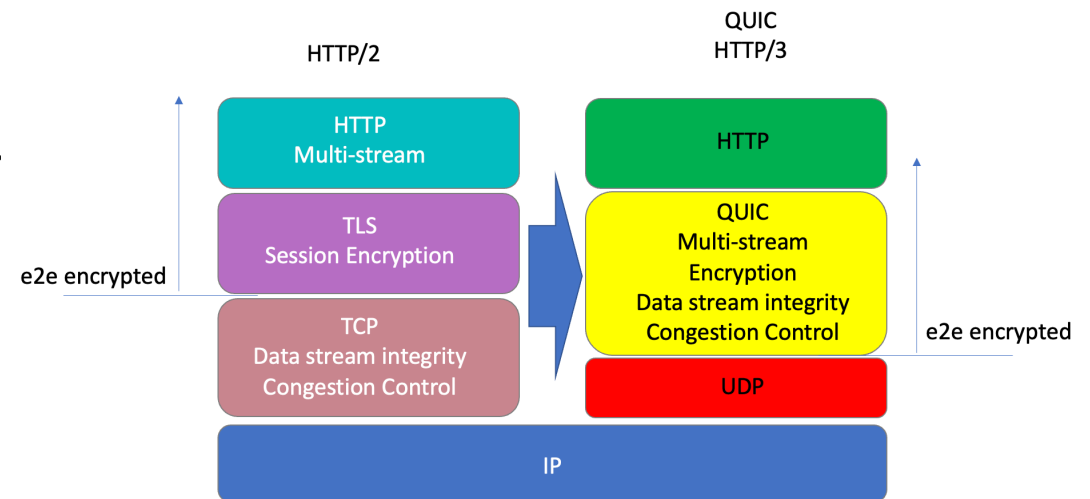 HTTP/2
QUIC
HTTP/3
HTTP
Multi-stream
TLS
Session Encryption
e2e encrypted
TCP
Data stream integrity
Congestion Control
HTTP
QUIC
Multi-stream
Encryption
Data stream integrity
Congestion Control
e2e encrypted
UDP
IP